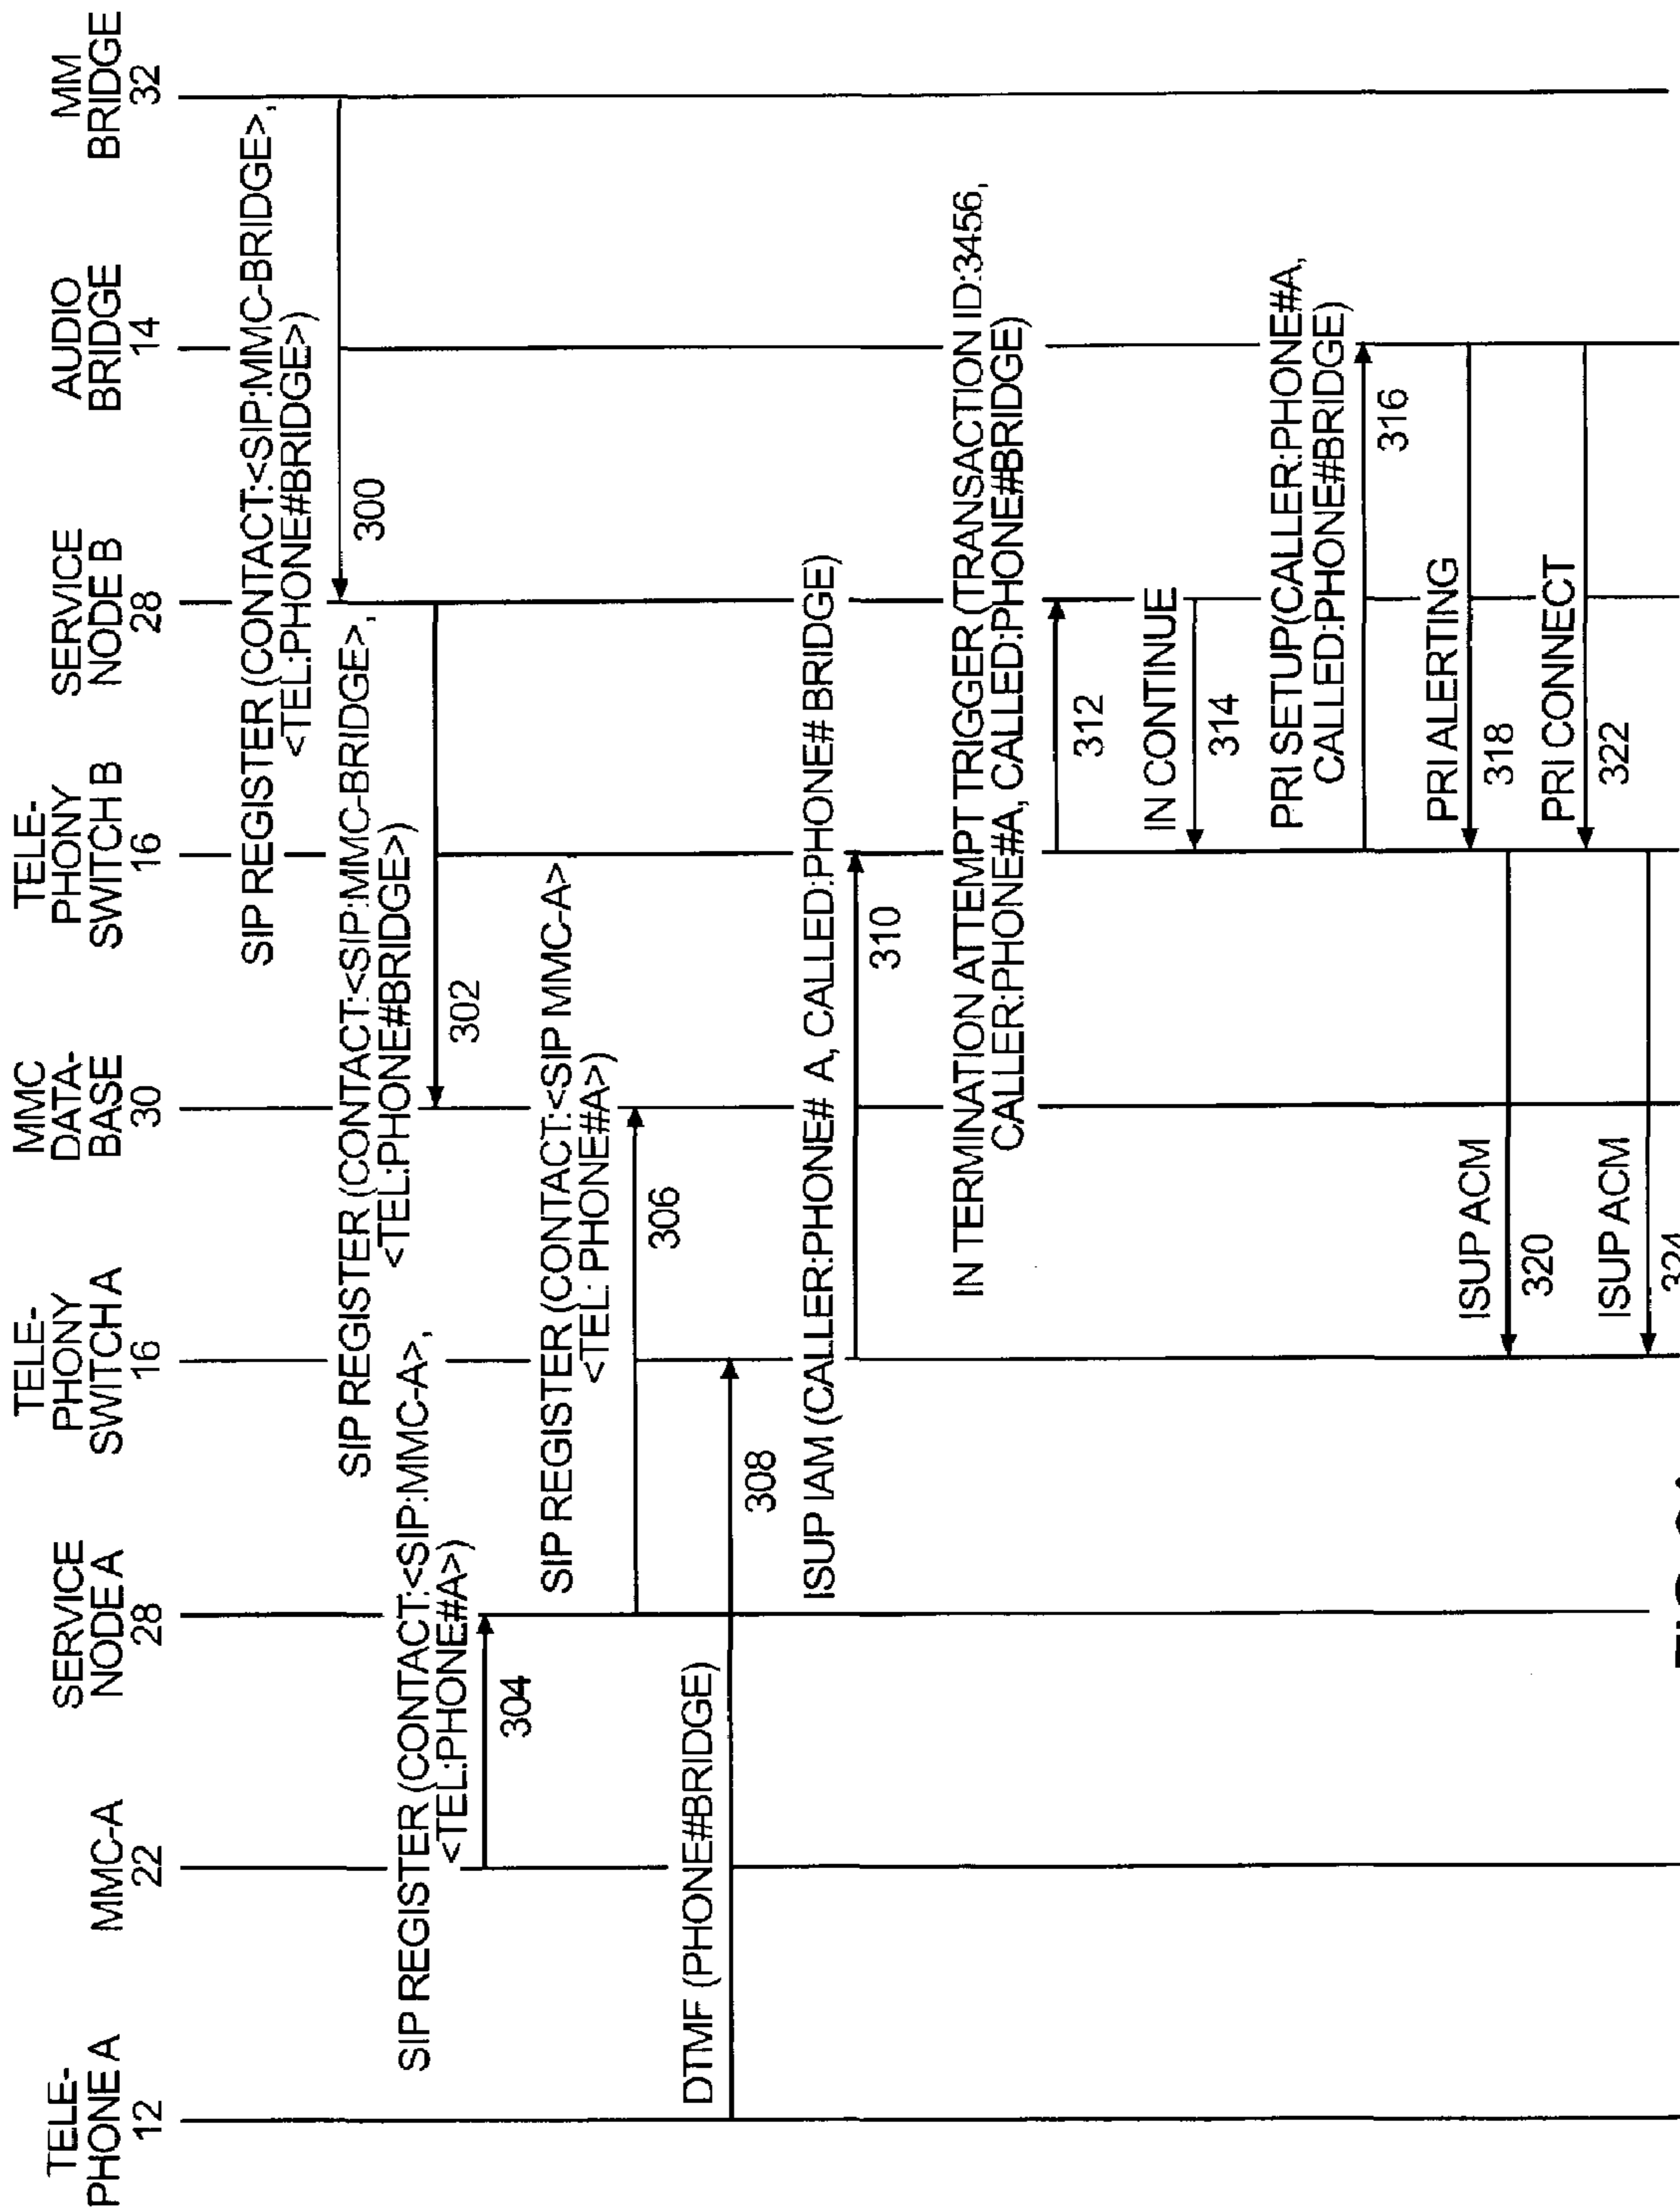 TELE-
PHONE A
12
MMC-A
22
SERVICE
NODE A
28
TELE-
PHONY
SWITCH A
16
MMC
DATA-
BASE
30
TELE-
PHONY
SWITCH B
16
SERVICE
NODE B
28
AUDIO
BRIDGE
14
MM
BRIDGE
32
SIP REGISTER (CONTACT:<SIP:MMC-BRIDGE>,
<TEL:PHONE#BRIDGE>)
300
SIP REGISTER (CONTACT:<SIP:MMC-BRIDGE>,
<TEL:PHONE#BRIDGE>)
302
SIP REGISTER (CONTACT:<SIP:MMC-A>,
<TEL:PHONE#A>)
304
SIP REGISTER (CONTACT:<SIP MMC-A>
<TEL: PHONE#A>)
306
DTMF (PHONE#BRIDGE)
308
ISUP IAM (CALLER:PHONE# A, CALLED:PHONE# BRIDGE)
310
IN TERMINATION ATTEMPT TRIGGER (TRANSACTION ID:3456,
CALLER:PHONE#A, CALLED:PHONE#BRIDGE)
312
IN CONTINUE
314
PRI SETUP(CALLER:PHONE#A,
CALLED:PHONE#BRIDGE)
316
PRI ALERTING
318
ISUP ACM
320
PRI CONNECT
322
ISUP ACM
324